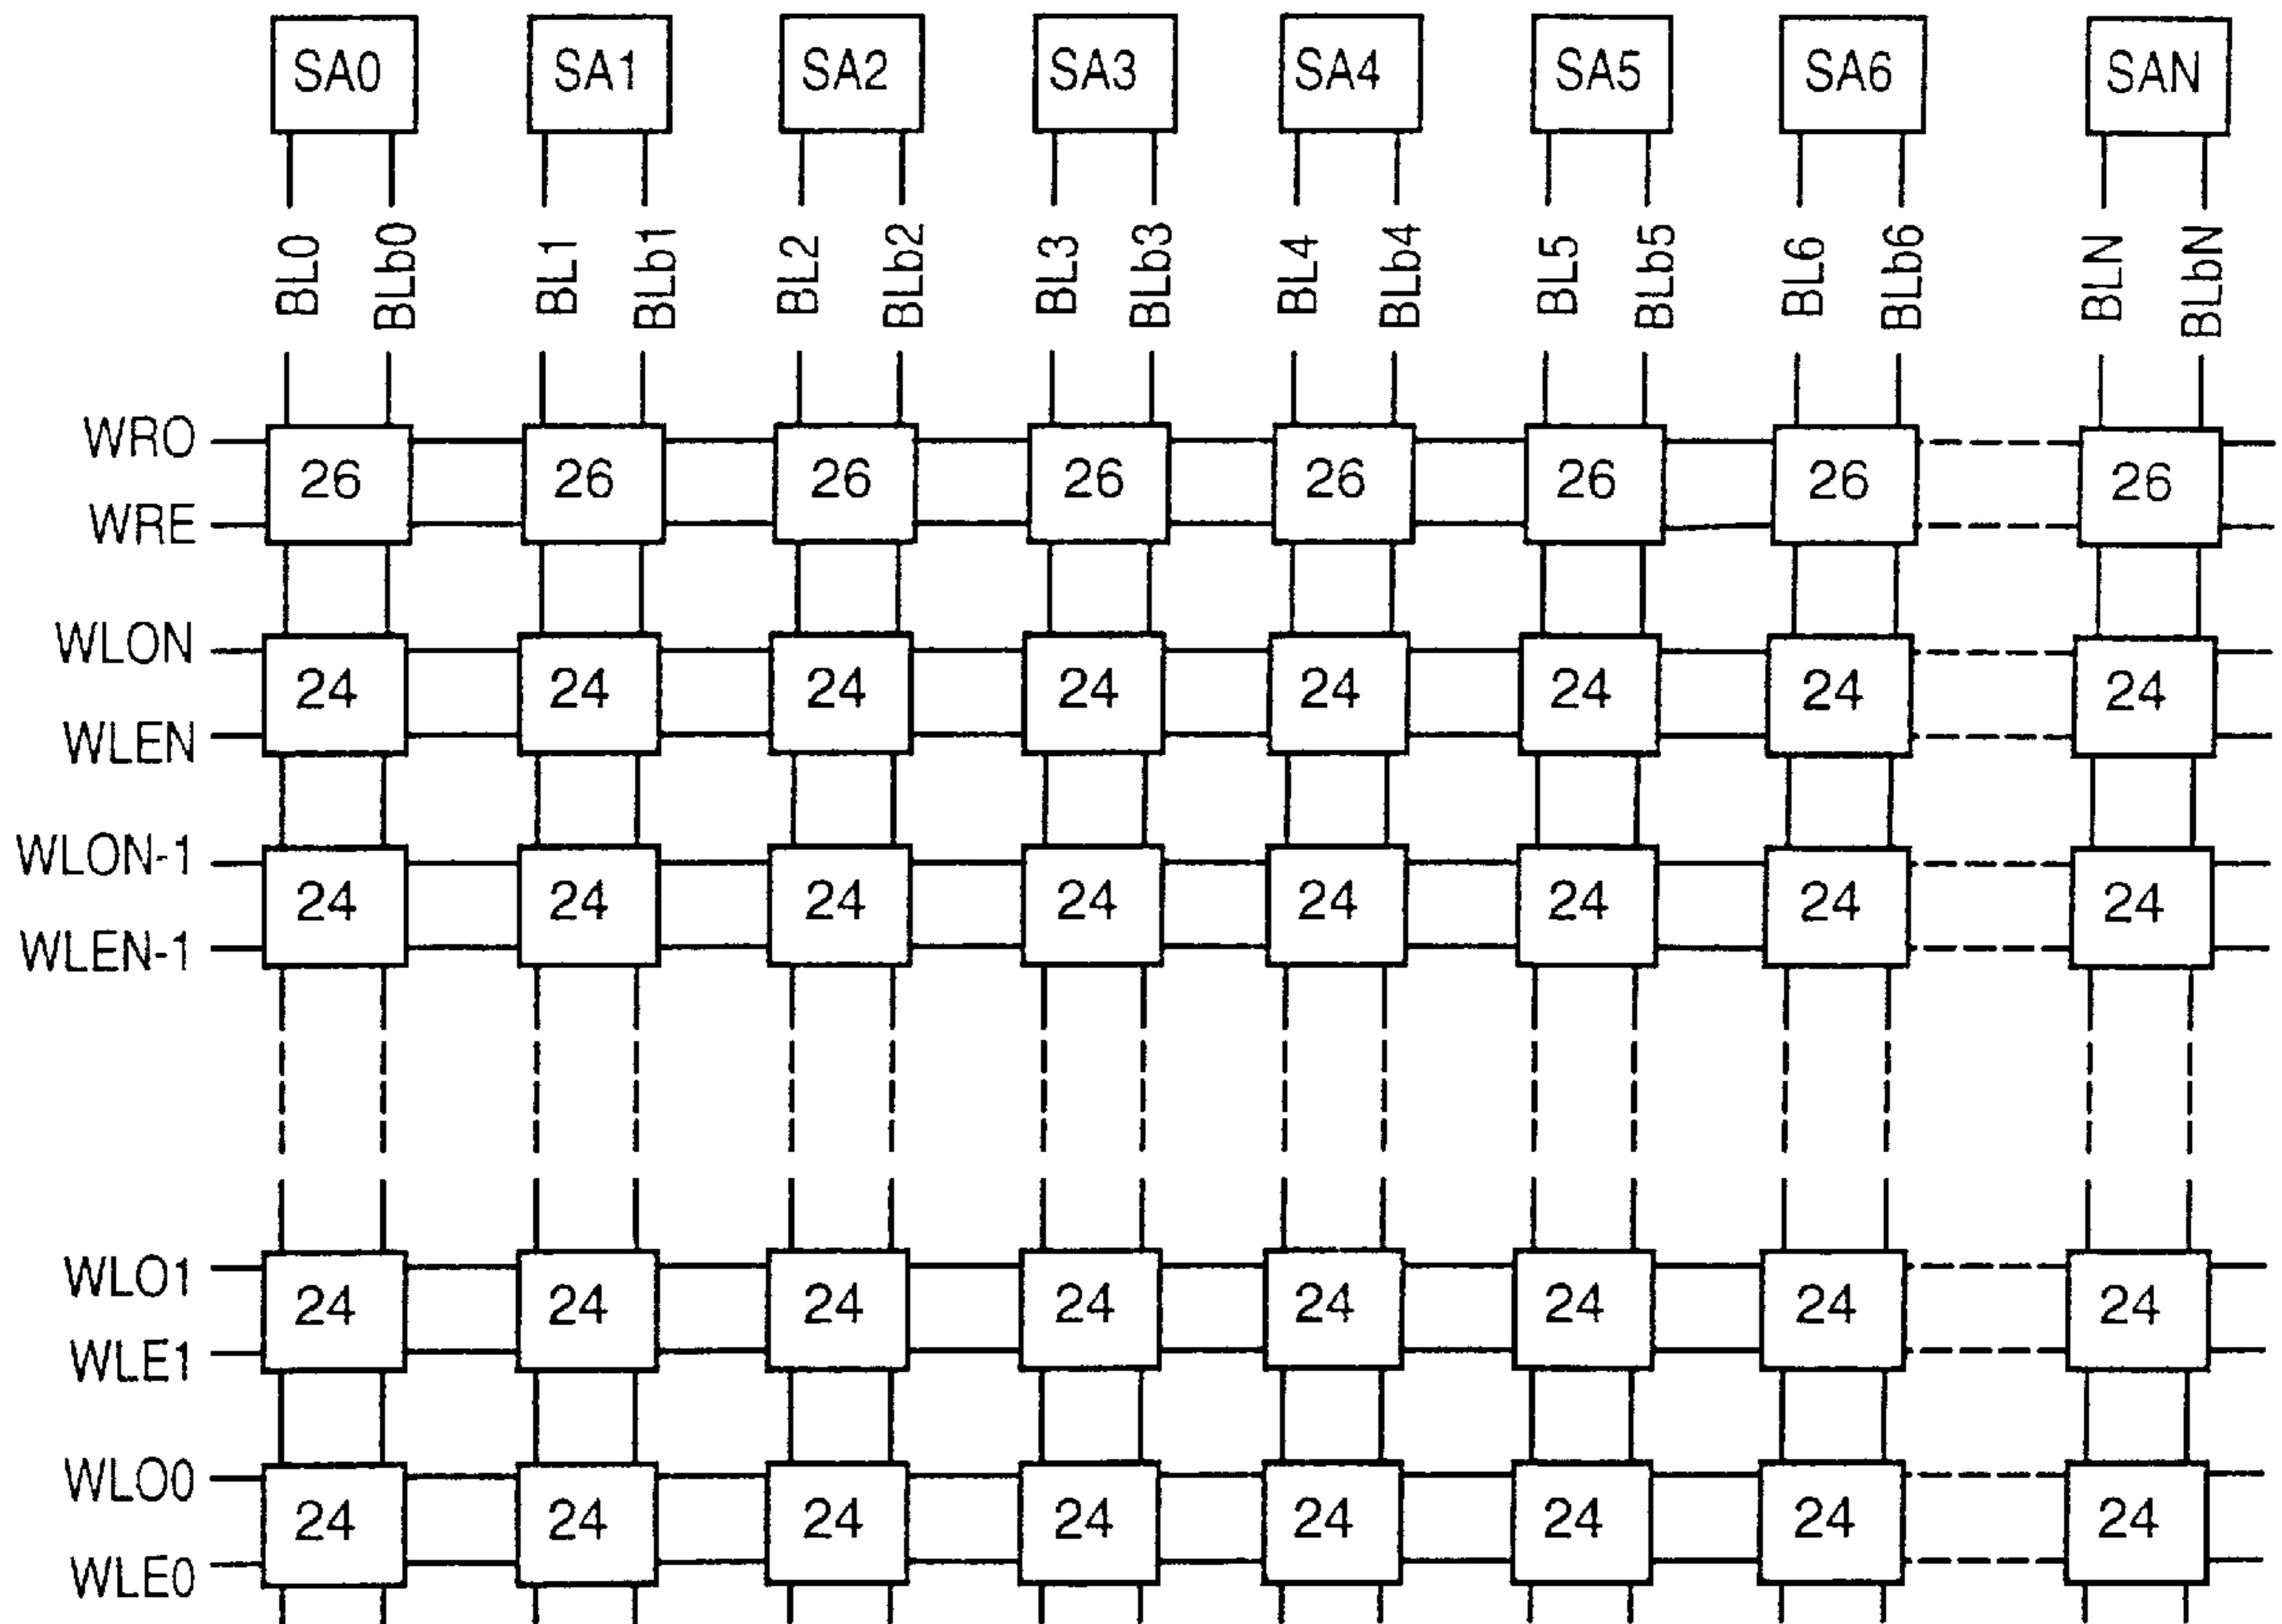 SA0 SA1 SA2 SA3 SA4 SA5 SA6 SAN
BL0 BLb0 BL1 BLb1 BL2 BLb2 BL3 BLb3 BL4 BLb4 BL5 BLb5 BL6 BLb6 BLN BLbN
WRO
26 26 26 26 26 26 26 26
WRE
WLON
24 24 24 24 24 24 24 24
WLEN
WLON-1
24 24 24 24 24 24 24 24
WLEN-1
WLO1
24 24 24 24 24 24 24 24
WLE1
WLO0
24 24 24 24 24 24 24 24
WLE0